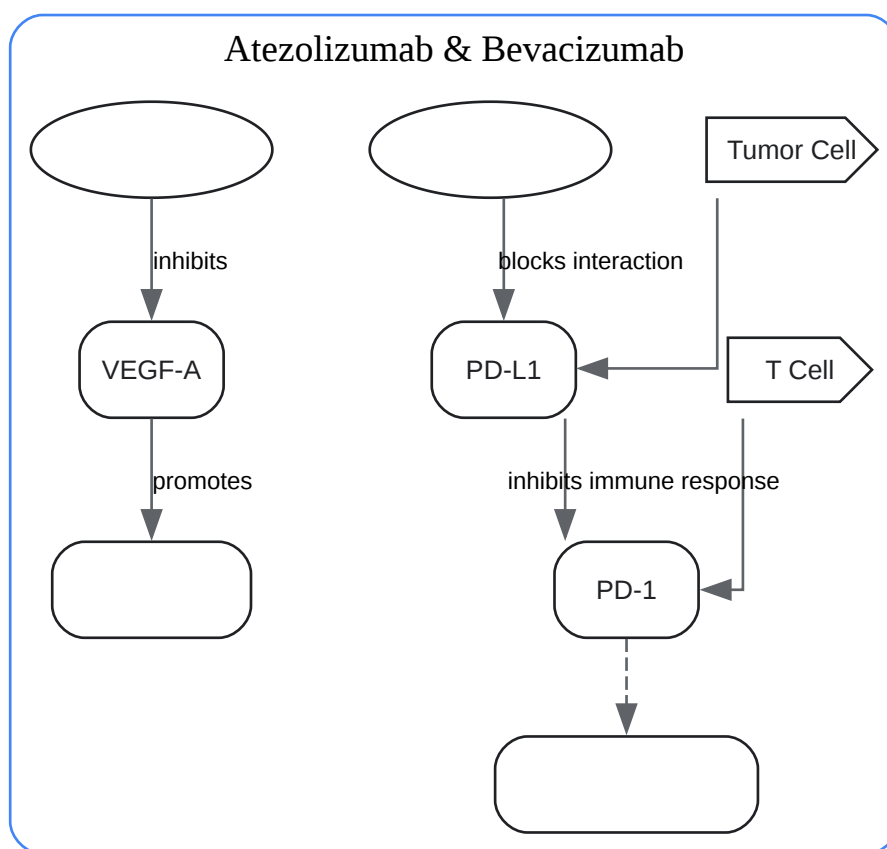 Atezolizumab & Bevacizumab
Tumor Cell
inhibits
blocks interaction
VEGF-A
PD-L1
T Cell
promotes
inhibits immune response
PD-1